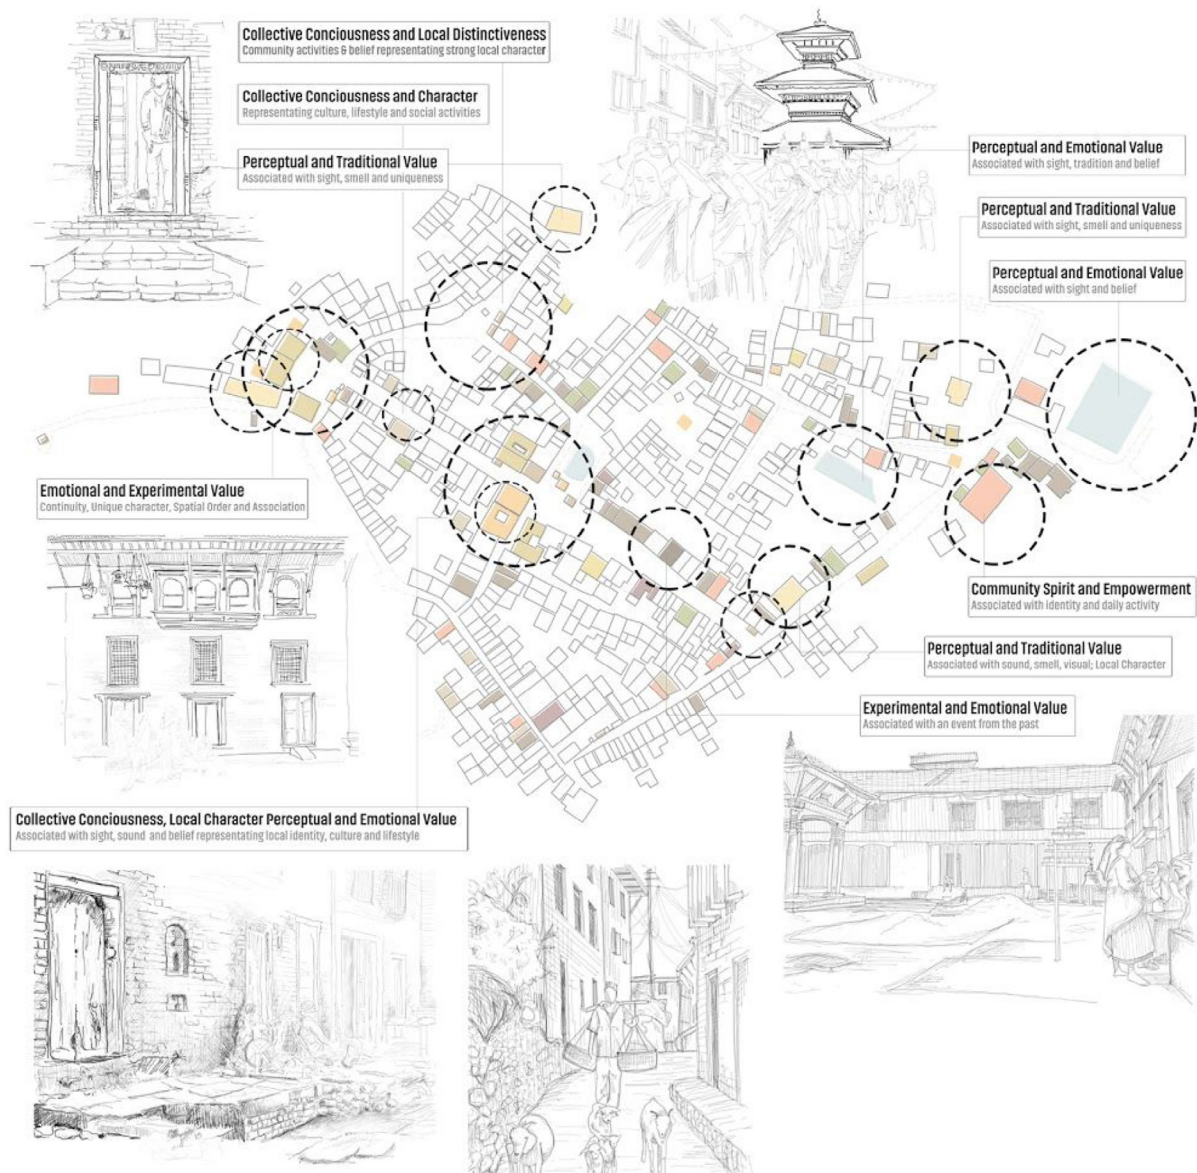 Collective Conciousness and Local Distinctiveness
Community activities & belief representing strong local character
Collective Conciousness and Character
Representing culture, lifestyle and social activities
Perceptual and Traditional Value
Associated with sight, smell and uniqueness
Perceptual and Emotional Value
Associated with sight, tradition and belief
Perceptual and Traditional Value
Associated with sight, smell and uniqueness
Perceptual and Emotional Value
Associated with sight and belief
Emotional and Experimental Value
Continuity, Unique character, Spatial Order and Association
Community Spirit and Empowerment
Associated with identity and daily activity
Perceptual and Traditional Value
Associated with sound, smell, visual; Local Character
Experimental and Emotional Value
Associated with an event from the past
Collective Conciousness, Local Character Perceptual and Emotional Value
Associated with sight, sound and belief representing local identity, culture and lifestyle